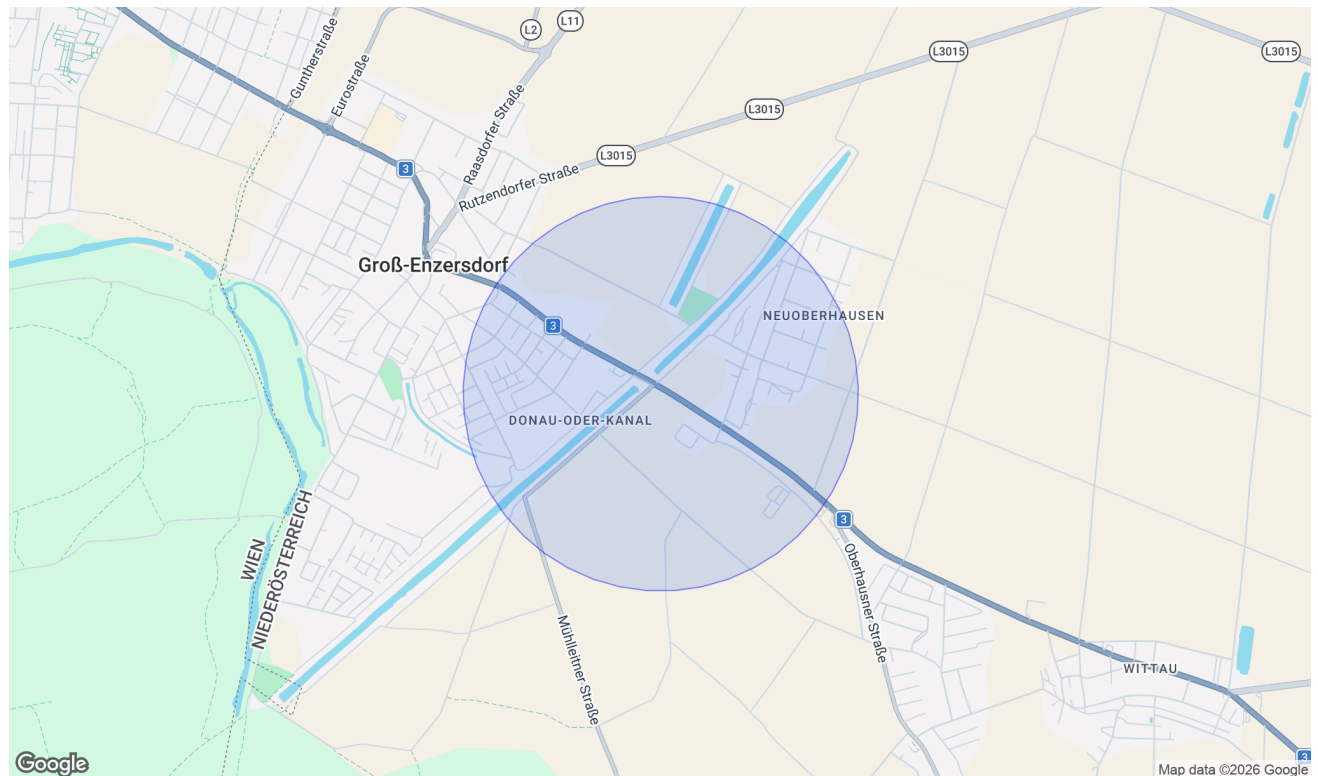 L2
L11
L3015
L3015
Guntherstraße
Eurostraße
Raasdorfer Straße
L3015
L3015
3
Rutzendorfer Straße
Groß-Enzersdorf
NEUOBERHAUSEN
3
DONAU-ODER-KANAL
3
WIEN
NIEDERÖSTERREICH
Oberhausner Straße
Mühlleitner Straße
WITTAU
3
Google
Map data ©2026 Google